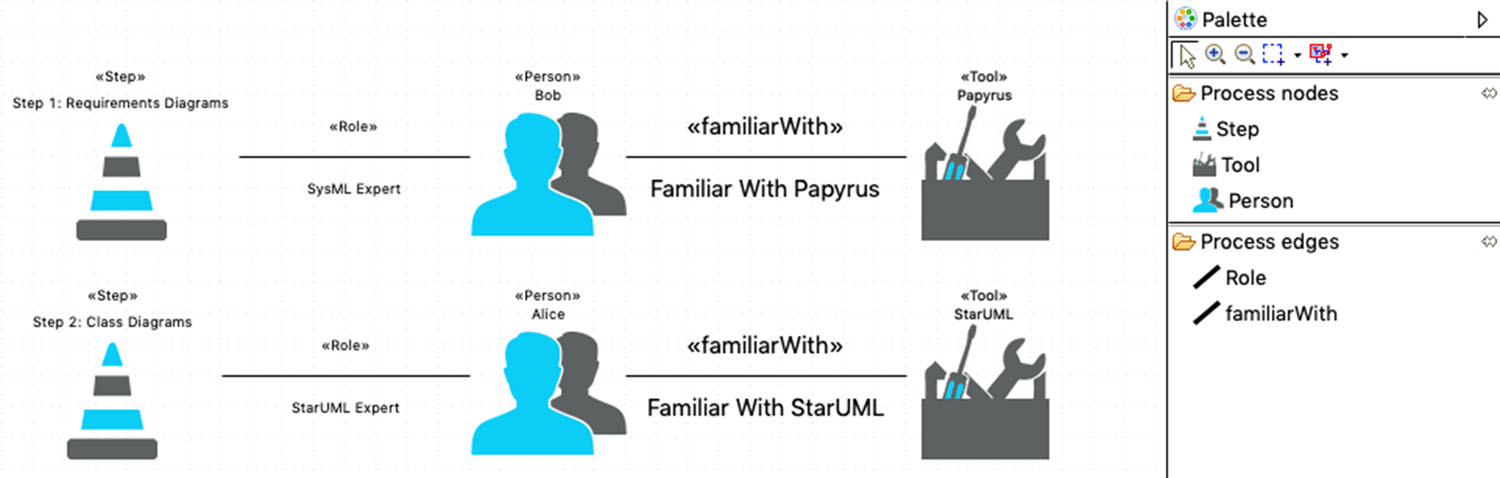 «Step»
Step 1: Requirements Diagrams
«Role»
SysML Expert
«Person»
Bob
«familiarWith»
Familiar With Papyrus
«Tool»
Papyrus
«Step»
Step 2: Class Diagrams
«Role»
StarUML Expert
«Person»
Alice
«familiarWith»
Familiar With StarUML
«Tool»
StarUML
Palette
Process nodes
Step
Tool
Person
Process edges
Role
familiarWith